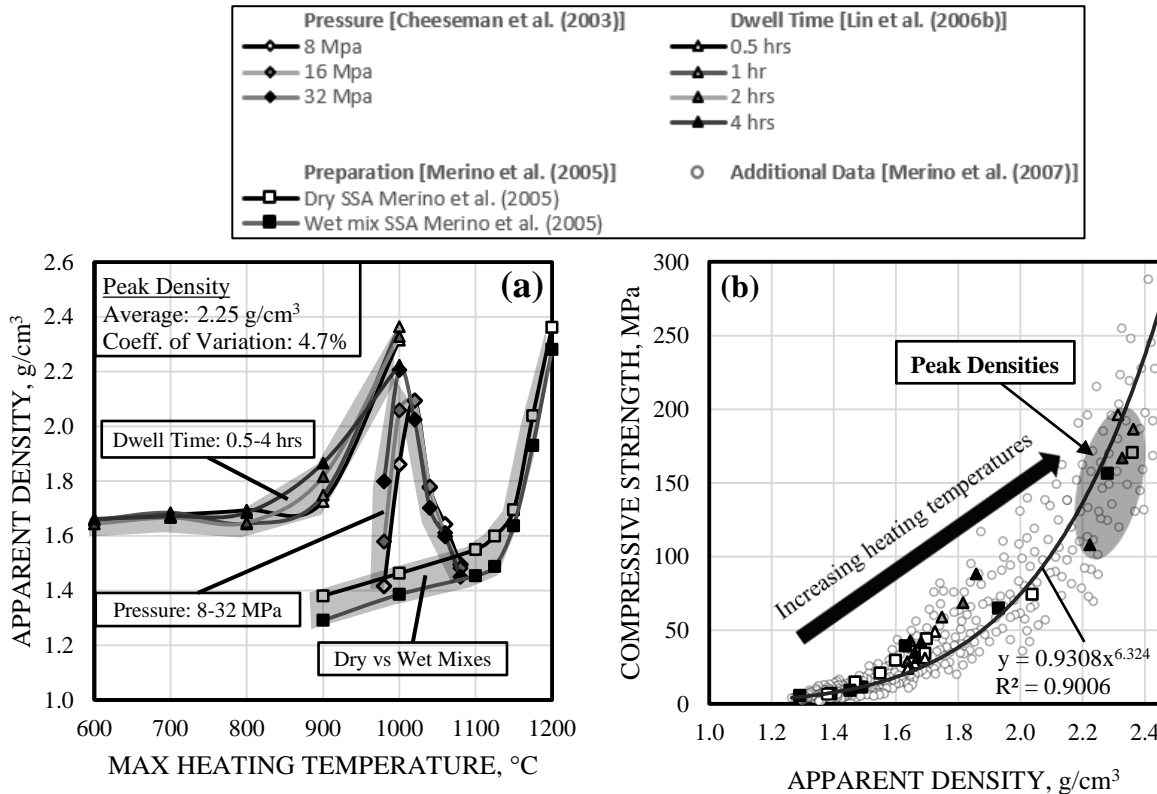 Pressure [Cheeseman et al. (2003)]
8 Mpa
16 Mpa
32 Mpa
Dwell Time [Lin et al. (2006b)]
0.5 hrs
1 hr
2 hrs
4 hrs
Preparation [Merino et al. (2005)]
Dry SSA Merino et al. (2005)
Wet mix SSA Merino et al. (2005)
Additional Data [Merino et al. (2007)]
(a)
Peak Density
Average: 2.25 g/cm³
Coeff. of Variation: 4.7%
Dwell Time: 0.5-4 hrs
Pressure: 8-32 MPa
Dry vs Wet Mixes
APPARENT DENSITY, g/cm³
2.6
2.4
2.2
2.0
1.8
1.6
1.4
1.2
1.0
600 700 800 900 1000 1100 1200
MAX HEATING TEMPERATURE, °C
(b)
Peak Densities
Increasing heating temperatures
y = 0.9308x^6.324
R² = 0.9006
COMPRESSIVE STRENGTH, MPa
300
250
200
150
100
50
0
1.0 1.2 1.4 1.6 1.8 2.0 2.2 2.4
APPARENT DENSITY, g/cm³